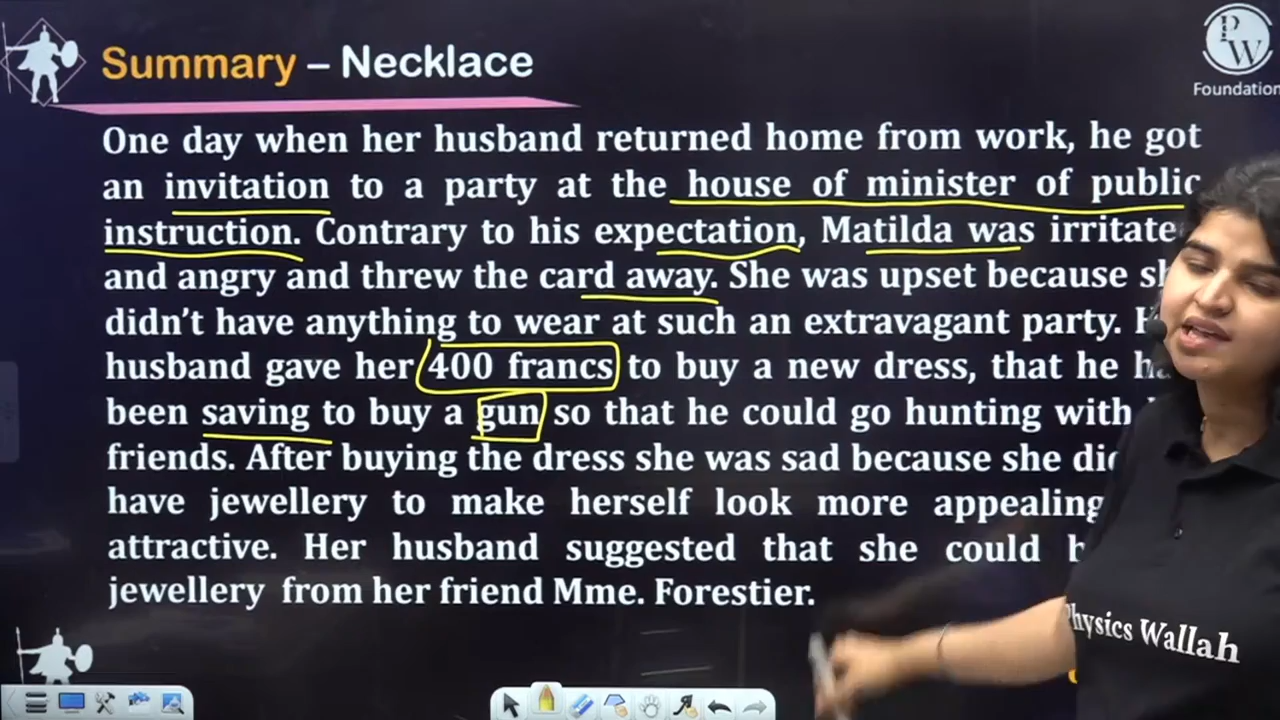 Summary – Necklace
P
W
Foundation
One day when her husband returned home from work, he got
an invitation to a party at the house of minister of public
instruction. Contrary to his expectation, Matilda was irritate
and angry and threw the card away. She was upset because
didn't have anything to wear at such an extravagant party.
husband gave her 400 francs to buy a new dress, that he
been saving to buy a gun so that he could go hunting with
friends. After buying the dress she was sad because she
have jewellery to make herself look more appealing
attractive. Her husband suggested that she could
jewellery from her friend Mme. Forestier.
Physics Wallah